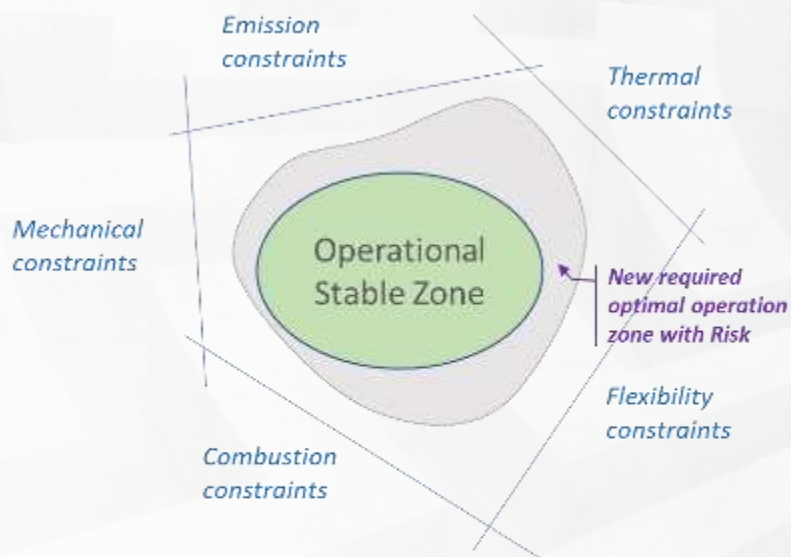 Emission
constraints
Thermal
constraints
Mechanical
constraints
Operational
Stable Zone
New required
optimal operation
zone with Risk
Flexibility
constraints
Combustion
constraints